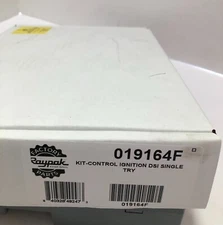 FACTORY
Raypak
PARTS
019164F
KIT-CONTROL IGNITION DSI SINGLE
TRY
019164F